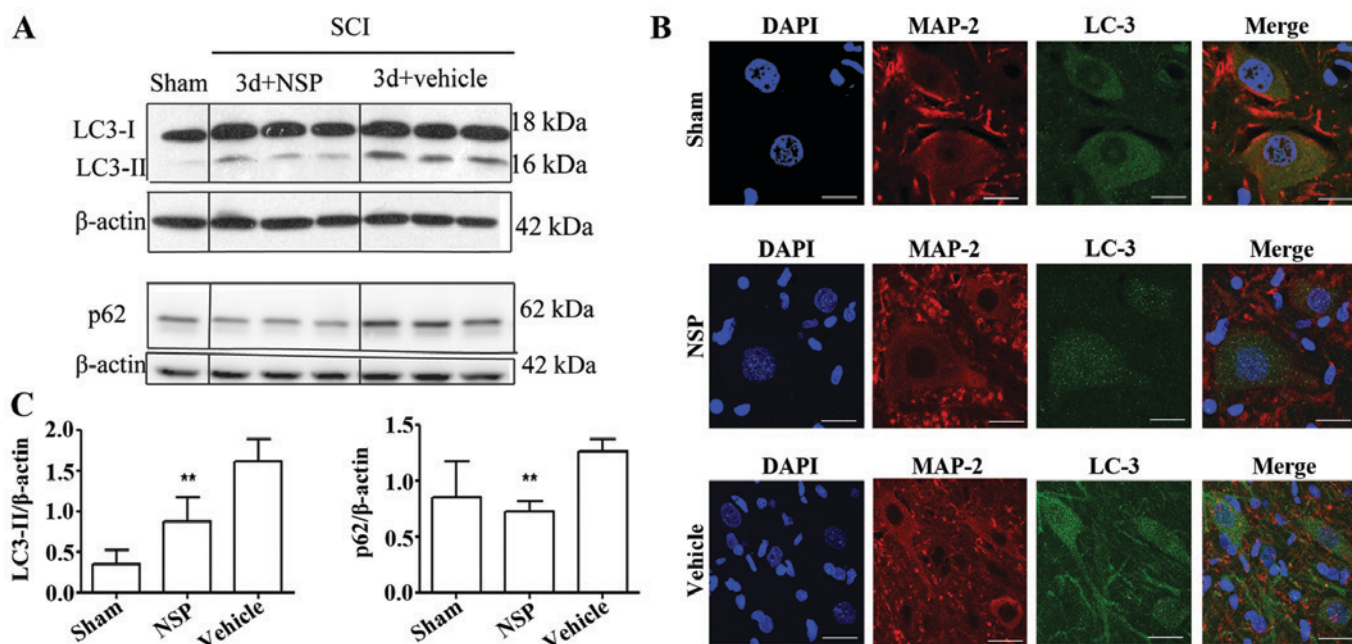 A
SCI
Sham 3d+NSP 3d+vehicle
LC3-I 18 kDa
LC3-II 16 kDa
β-actin 42 kDa
p62 62 kDa
β-actin 42 kDa
B
DAPI MAP-2 LC-3 Merge
Sham
DAPI MAP-2 LC-3 Merge
NSP
DAPI MAP-2 LC-3 Merge
Vehicle
C
LC3-II/β-actin
2.0
1.5
1.0
0.5
0.0
**
Sham NSP Vehicle
p62/β-actin
1.5
1.0
0.5
0.0
**
Sham NSP Vehicle